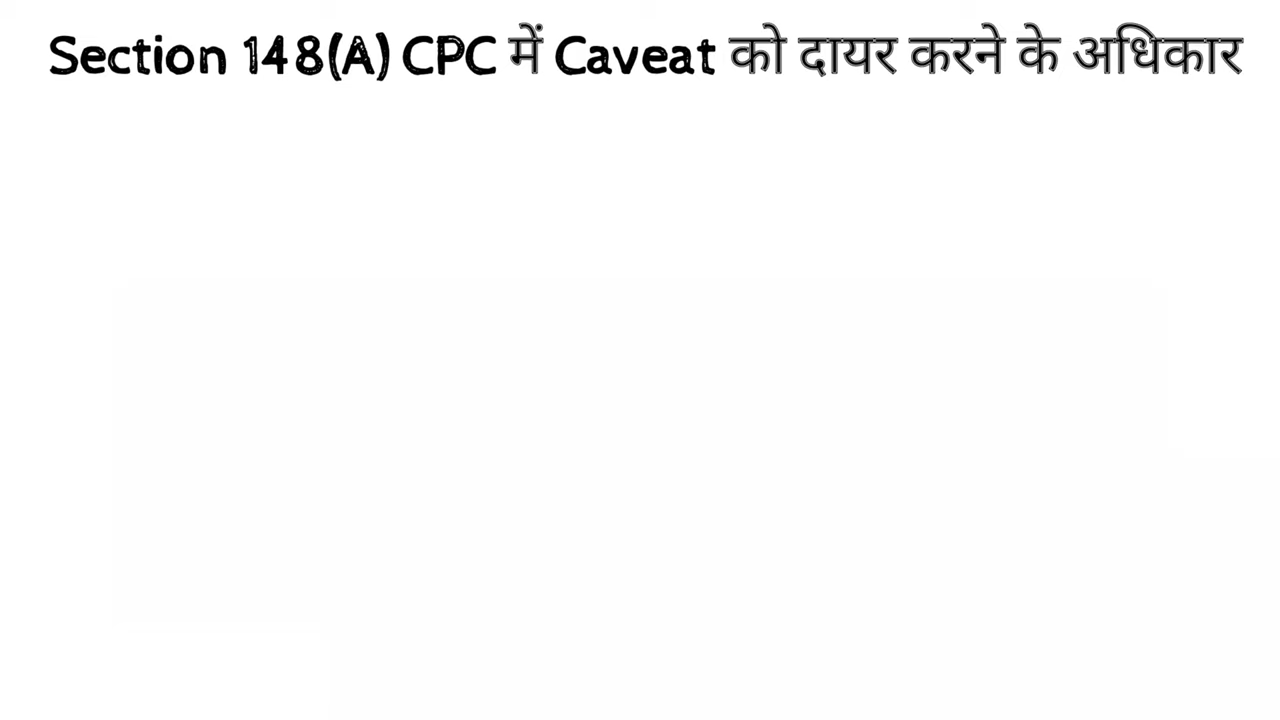 Section 148(A) CPC में Caveat को दायर करने के अधिकार